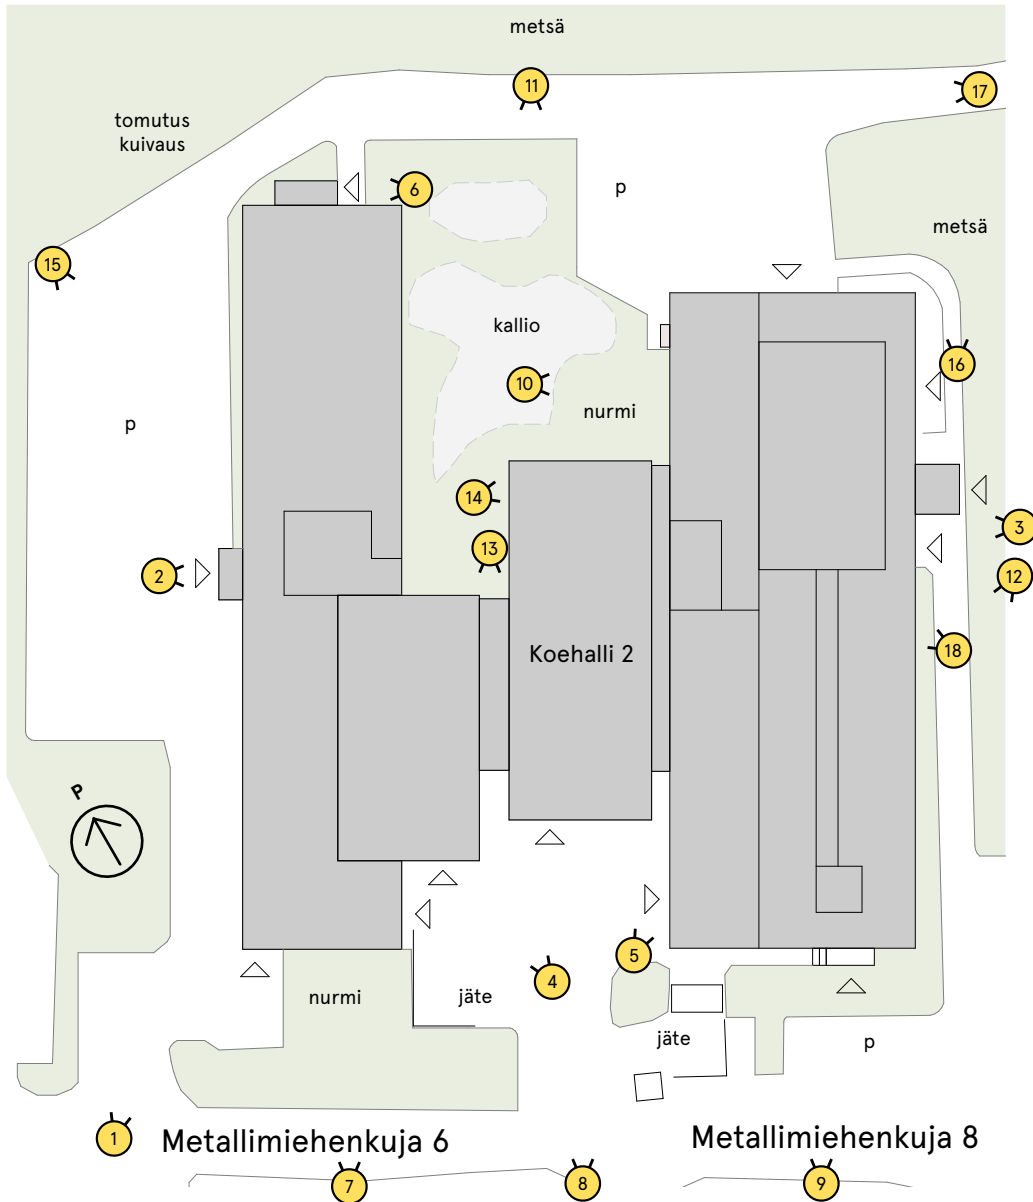 metsä
11
17
tomutus
kuivaus
6
p
metsä
15
kallio
16
10
nurmi
p
14
3
13
2
12
Koehalli 2
18
P
5
4
nurmi
jäte
jäte
p
1
Metallimiehenkuja 6
Metallimiehenkuja 8
7
8
9